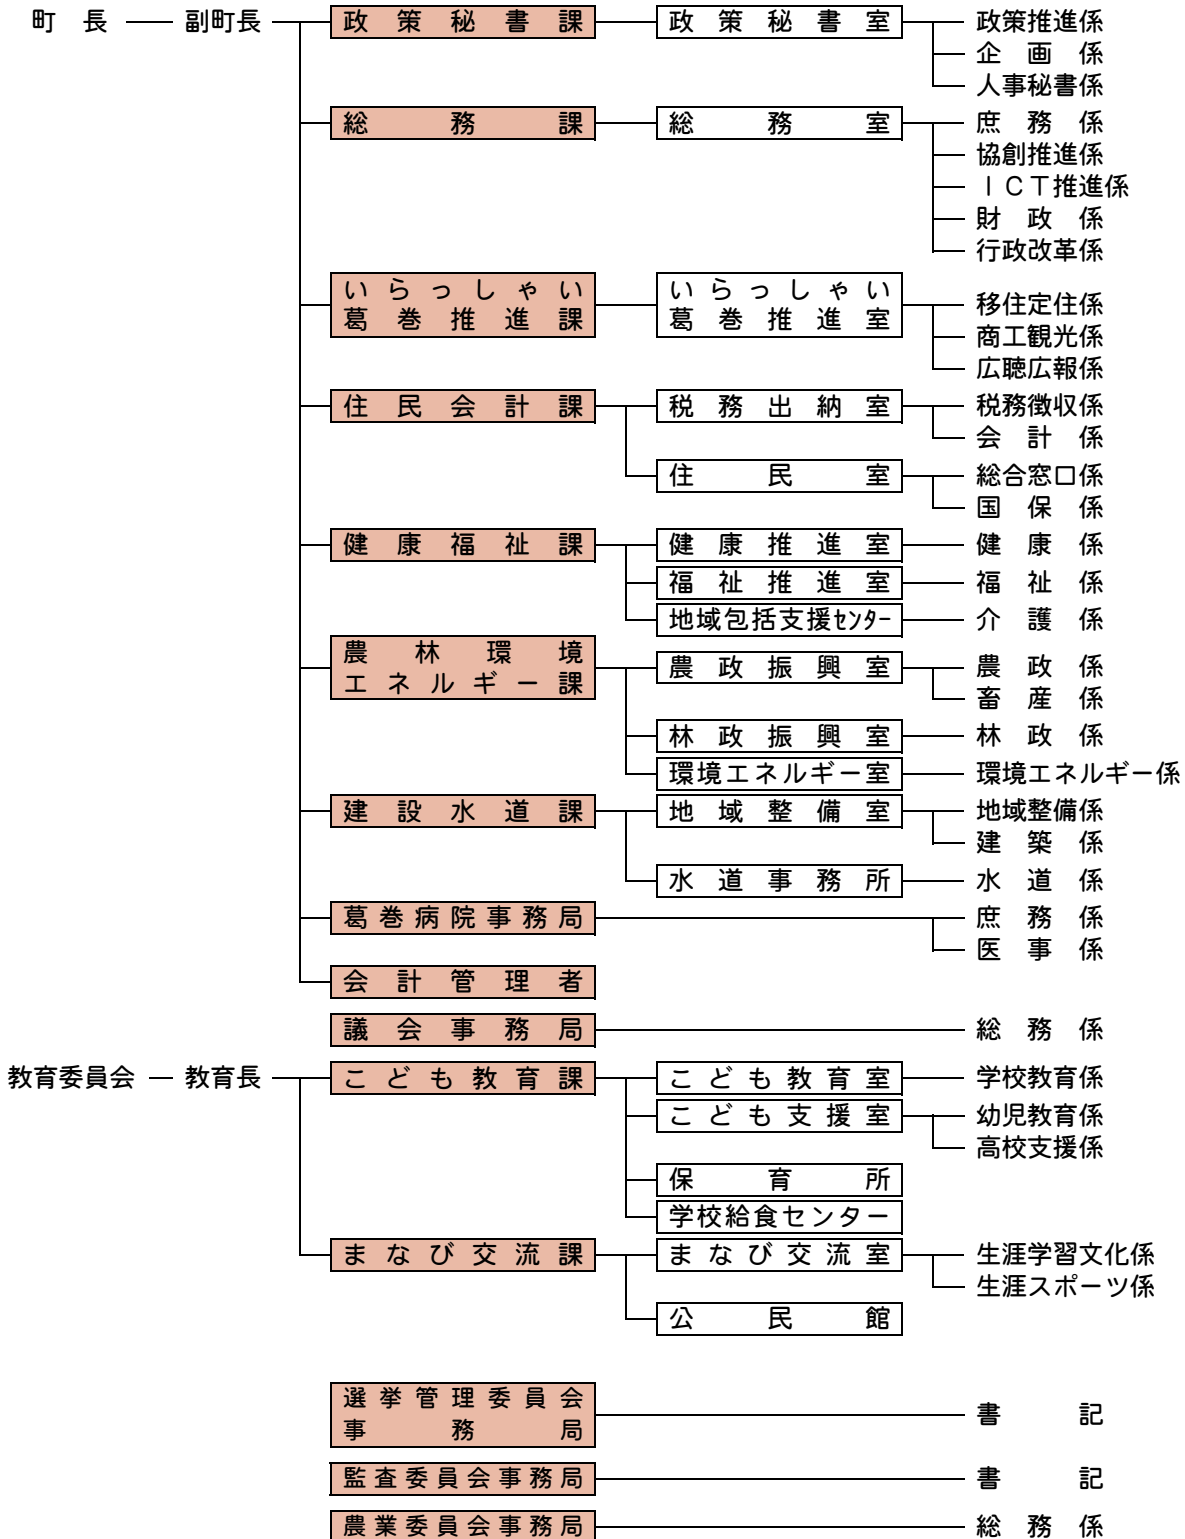 町長 副町長 政策秘書課 政策秘書室 政策推進係
企画係
人事秘書係
総務課 総務室 庶務係
協創推進係
ＩＣＴ推進係
財政係
行政改革係
いらっしゃい いらっしゃい
葛巻推進課 葛巻推進室 移住定住係
商工観光係
広聴広報係
住民会計課 税務出納室 税務徴収係
会計係
住民室 総合窓口係
国保係
健康福祉課 健康推進室 健康係
福祉推進室 福祉係
地域包括支援ｾﾝﾀｰ 介護係
農林環境
エネルギー課 農政振興室 農政係
畜産係
林政振興室 林政係
環境エネルギー室 環境エネルギー係
建設水道課 地域整備室 地域整備係
建築係
水道事務所 水道係
葛巻病院事務局 庶務係
医事係
会計管理者
議会事務局 総務係
教育委員会 教育長 こども教育課 こども教育室 学校教育係
こども支援室 幼児教育係
高校支援係
保育所
学校給食センター
まなび交流課 まなび交流室 生涯学習文化係
生涯スポーツ係
公民館
選挙管理委員会
事務局 書記
監査委員会事務局 書記
農業委員会事務局 総務係